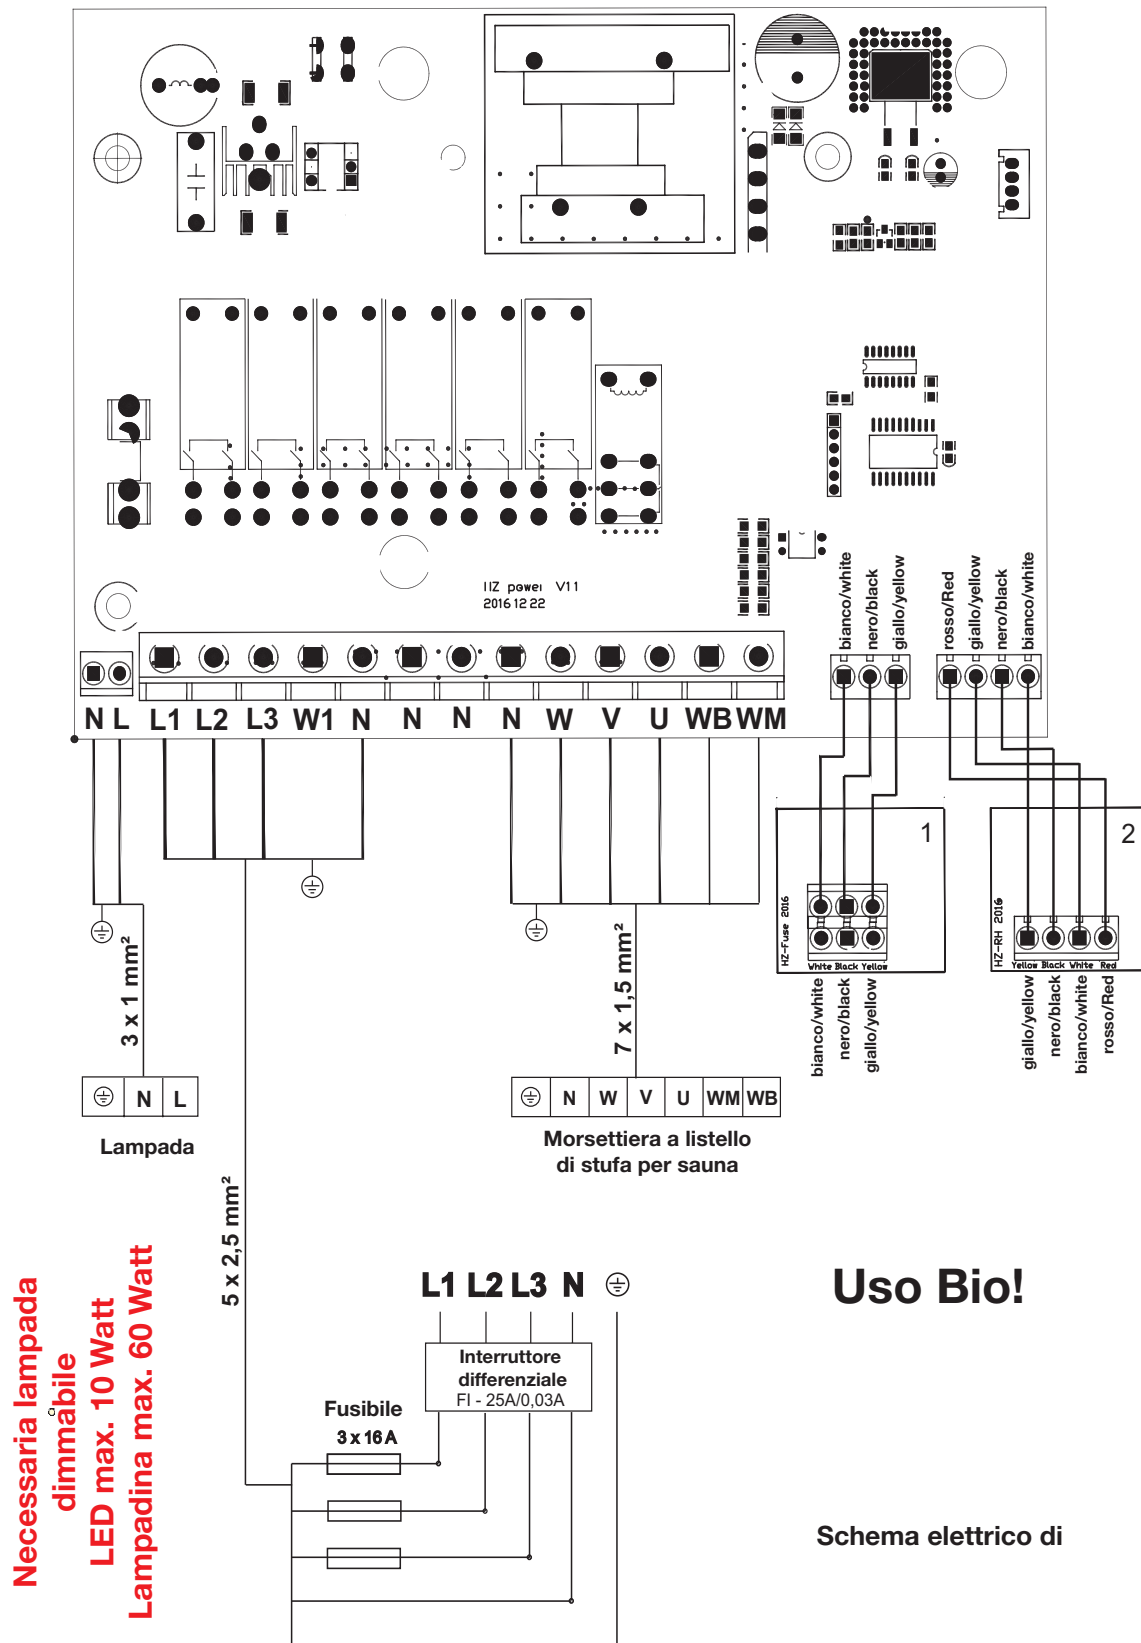 IIZ power V11
2016 12 22
bianco/white
nero/black
giallo/yellow
rosso/Red
giallo/yellow
nero/black
bianco/white
N L L1 L2 L3 W1 N N N N W V U WB WM
1
2
HZ-Fuse 2016
White Black Yellow
HZ-RH 2016
Yellow Black White Red
bianco/white
nero/black
giallo/yellow
giallo/yellow
nero/black
bianco/white
rosso/Red
3 x 1 mm²
7 x 1,5 mm²
N L
Lampada
N W V U WM WB
Morsettiera a listello
di stufa per sauna
5 x 2,5 mm²
L1 L2 L3 N
Interruttore
differenziale
FI - 25A/0,03A
Fusibile
3 x 16 A
Uso Bio!
Necessaria lampada
dimmabile
LED max. 10 Watt
Lampadina max. 60 Watt
Schema elettrico di